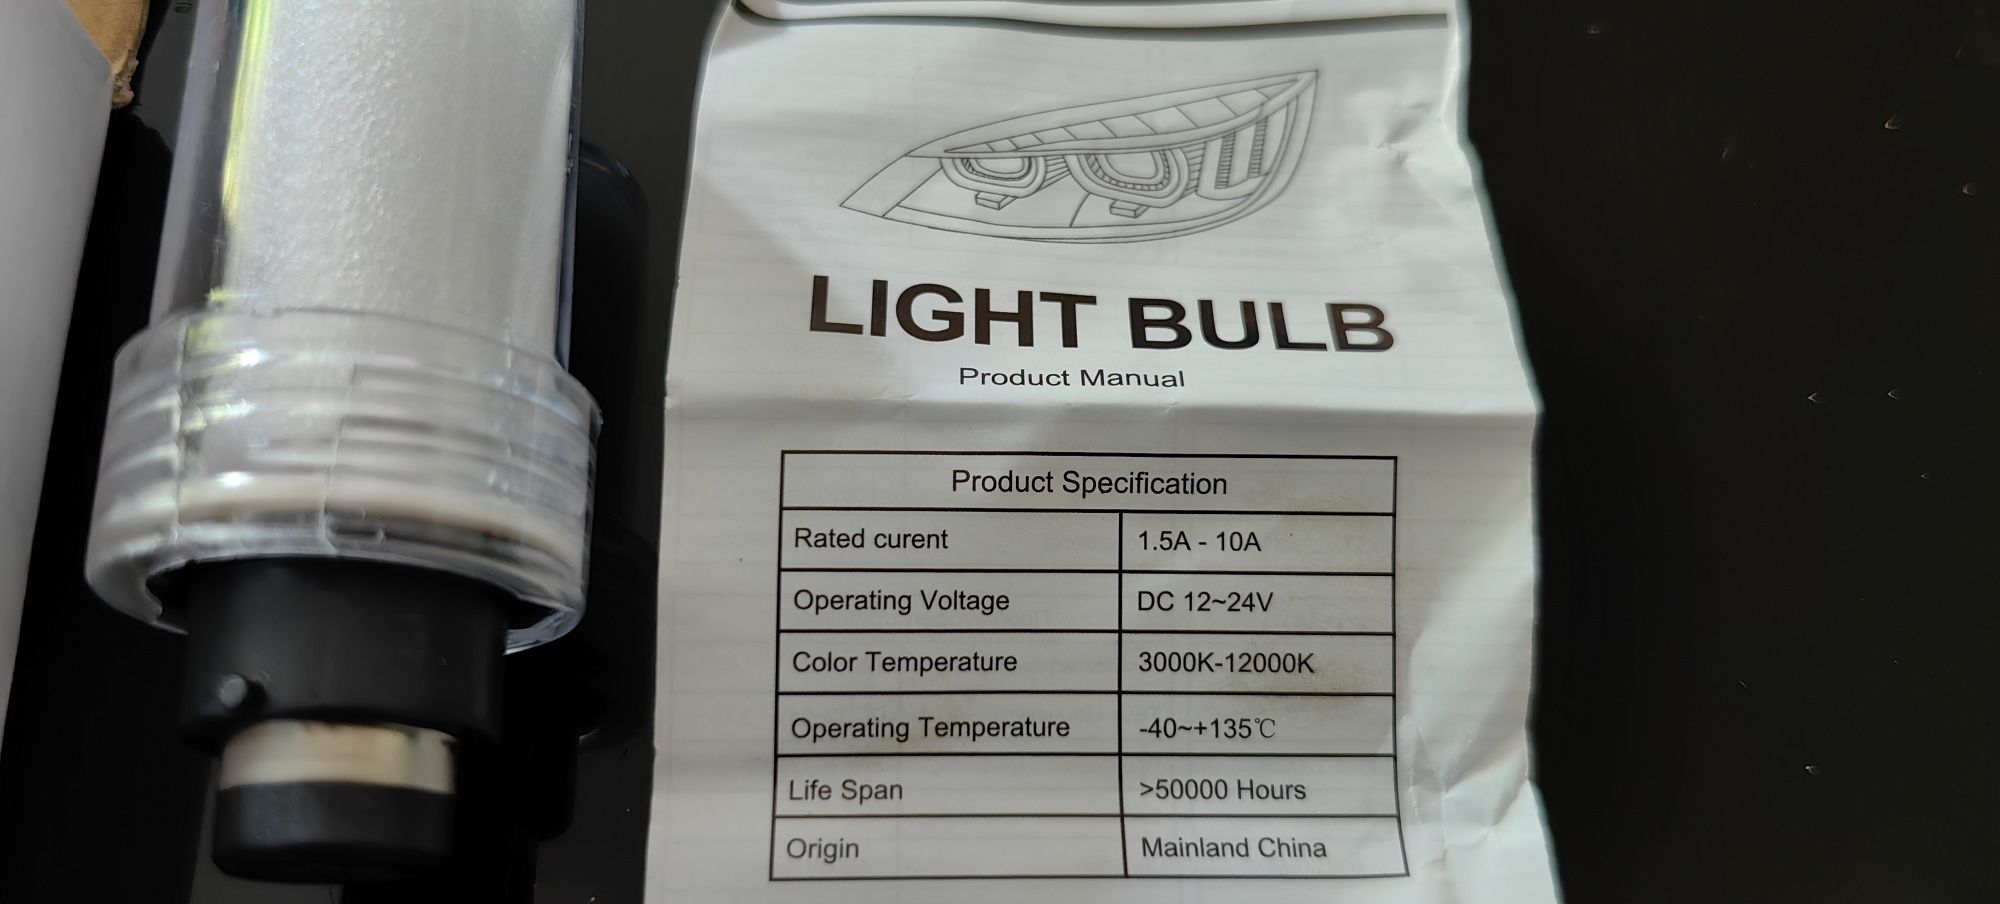 LIGHT BULB
Product Manual
Product Specification
Rated curent 1.5A - 10A
Operating Voltage DC 12~24V
Color Temperature 3000K-12000K
Operating Temperature -40~+135℃
Life Span >50000 Hours
Origin Mainland China